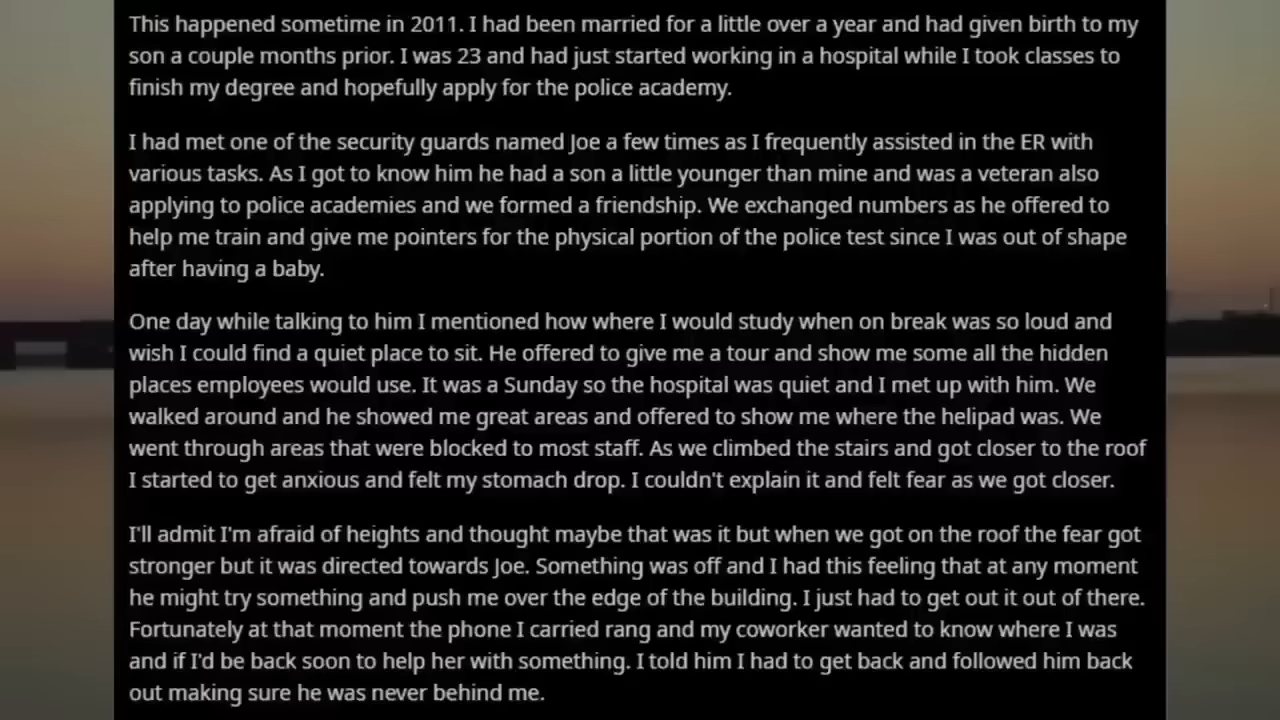 This happened sometime in 2011. I had been married for a little over a year and had given birth to my
son a couple months prior. I was 23 and had just started working in a hospital while I took classes to
finish my degree and hopefully apply for the police academy.
I had met one of the security guards named Joe a few times as I frequently assisted in the ER with
various tasks. As I got to know him he had a son a little younger than mine and was a veteran also
applying to police academies and we formed a friendship. We exchanged numbers as he offered to
help me train and give me pointers for the physical portion of the police test since I was out of shape
after having a baby.
One day while talking to him I mentioned how where I would study when on break was so loud and
wish I could find a quiet place to sit. He offered to give me a tour and show me some all the hidden
places employees would use. It was a Sunday so the hospital was quiet and I met up with him. We
walked around and he showed me great areas and offered to show me where the helipad was. We
went through areas that were blocked to most staff. As we climbed the stairs and got closer to the roof
I started to get anxious and felt my stomach drop. I couldn't explain it and felt fear as we got closer.
I'll admit I'm afraid of heights and thought maybe that was it but when we got on the roof the fear got
stronger but it was directed towards Joe. Something was off and I had this feeling that at any moment
he might try something and push me over the edge of the building. I just had to get out it out of there.
Fortunately at that moment the phone I carried rang and my coworker wanted to know where I was
and if I'd be back soon to help her with something. I told him I had to get back and followed him back
out making sure he was never behind me.